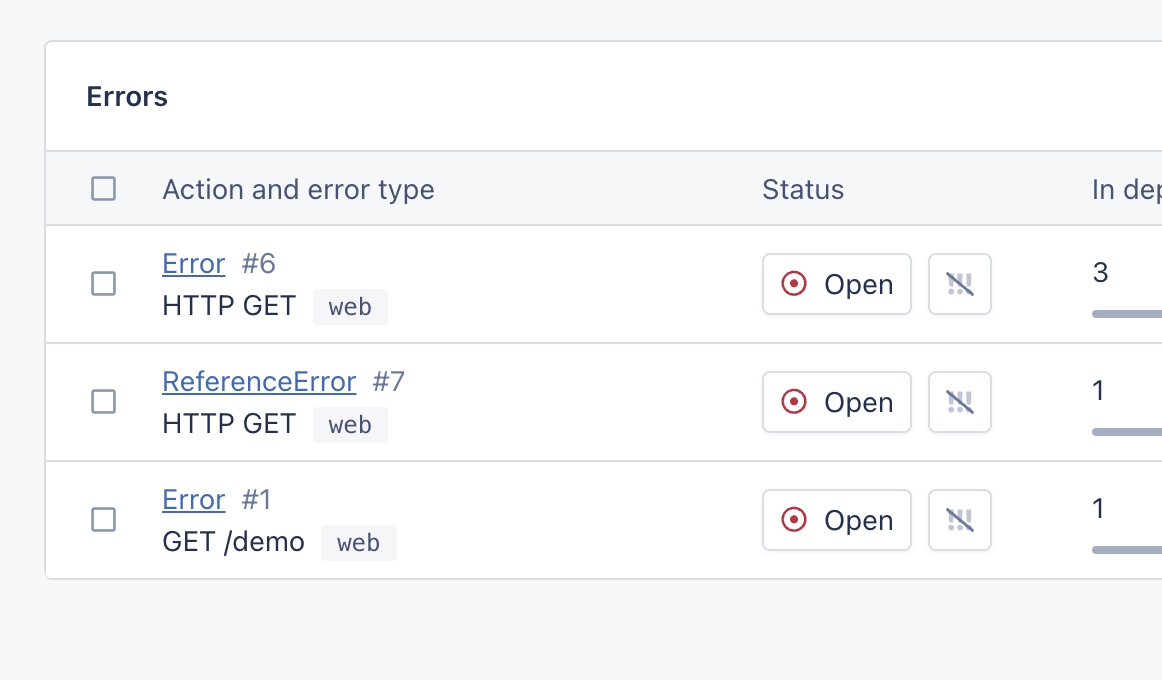 Errors
Action and error type Status In dep
Error #6
HTTP GET web Open 3
ReferenceError #7
HTTP GET web Open 1
Error #1
GET /demo web Open 1